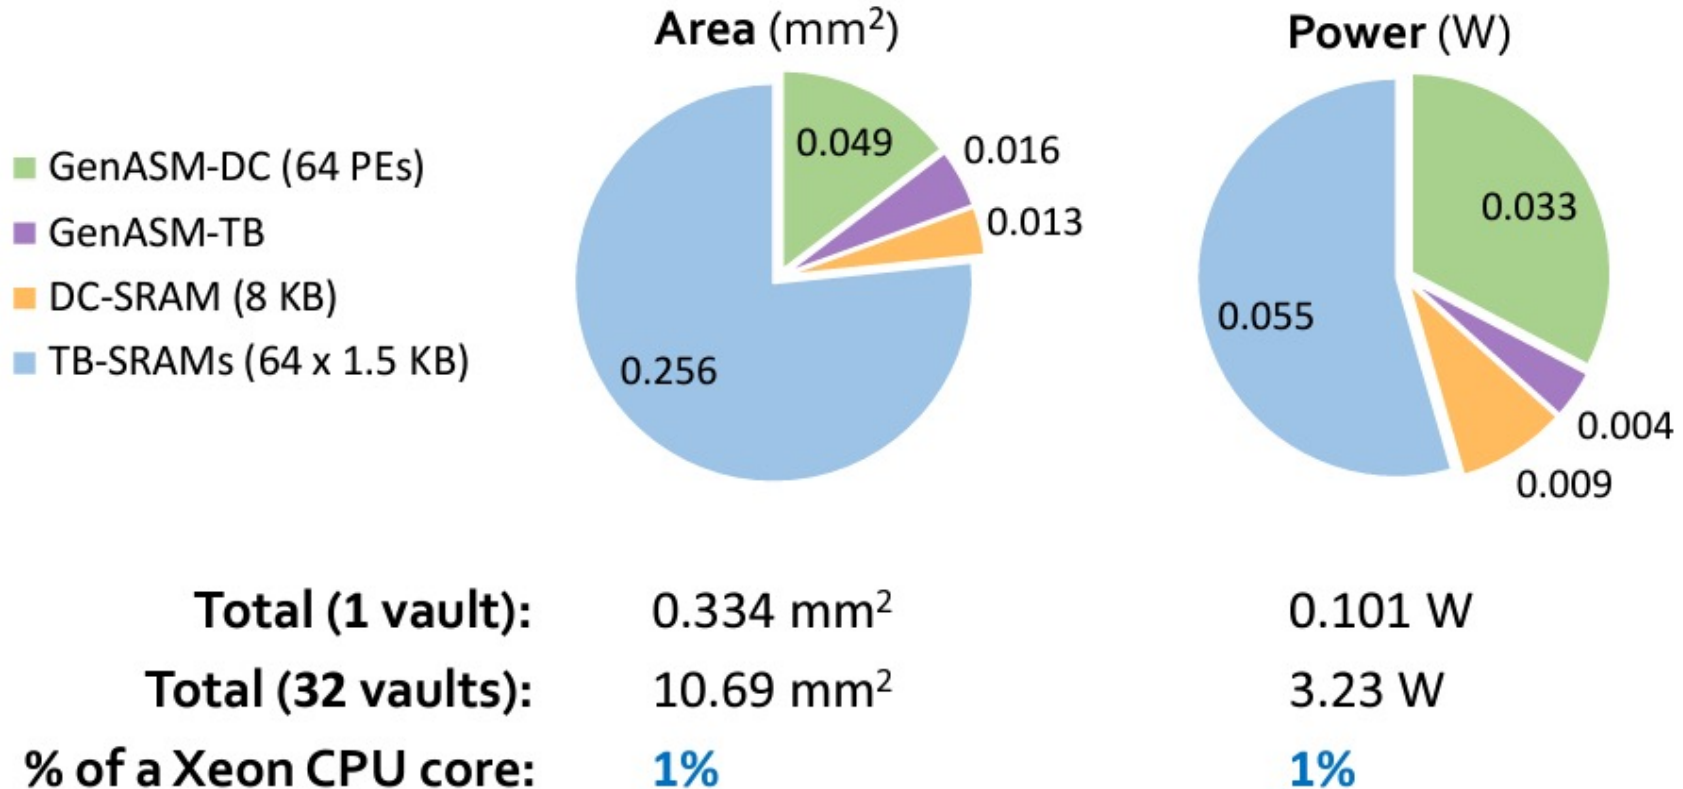 Area (mm²)
Power (W)
GenASM-DC (64 PEs)
GenASM-TB
DC-SRAM (8 KB)
TB-SRAMs (64 x 1.5 KB)
0.049
0.016
0.013
0.256
0.033
0.004
0.009
0.055
Total (1 vault): 0.334 mm² 0.101 W
Total (32 vaults): 10.69 mm² 3.23 W
% of a Xeon CPU core: 1% 1%